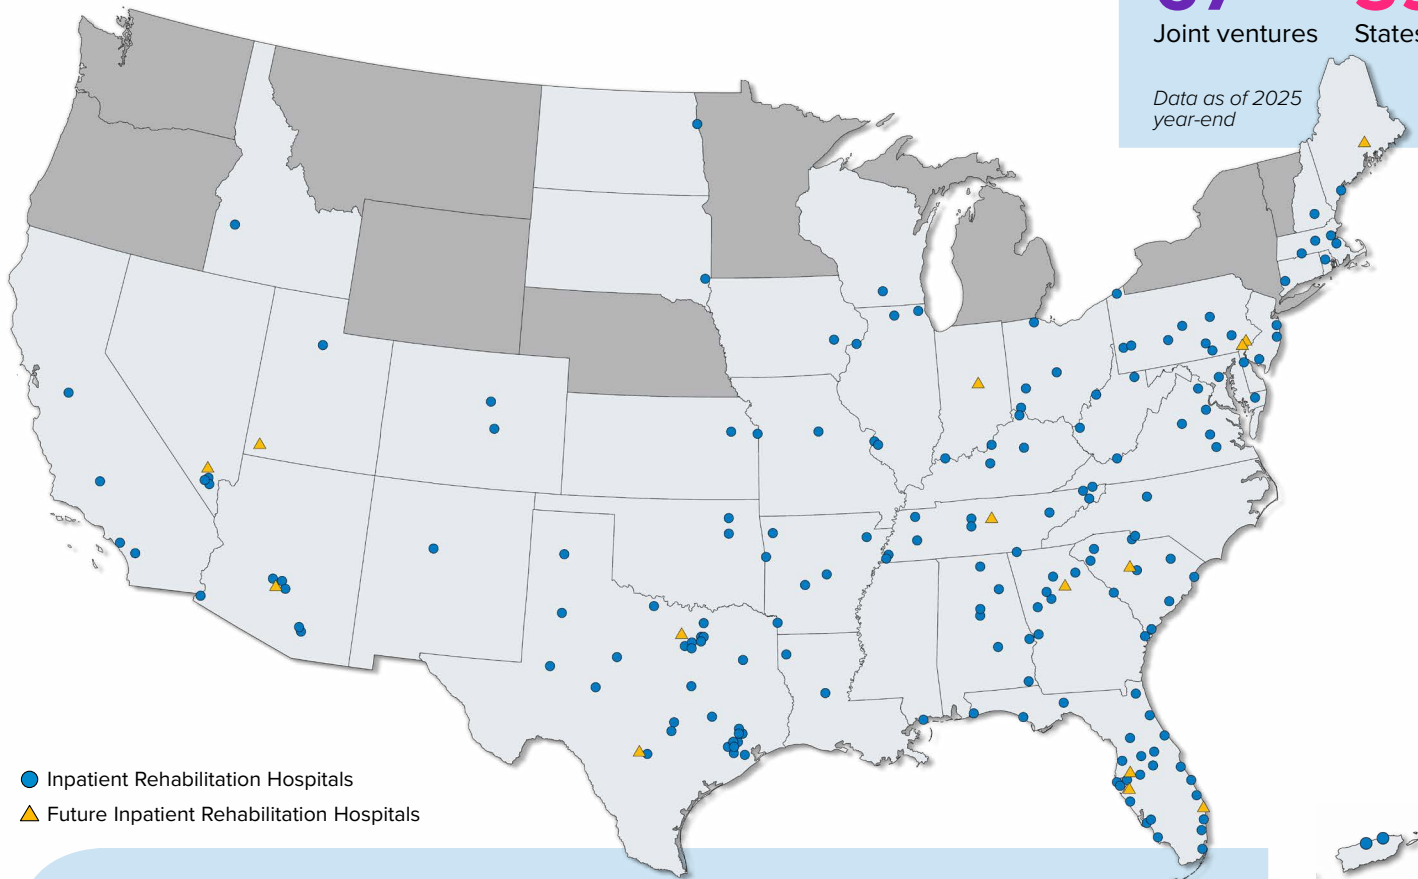 Joint ventures
States
Data as of 2025
year-end
Inpatient Rehabilitation Hospitals
Future Inpatient Rehabilitation Hospitals